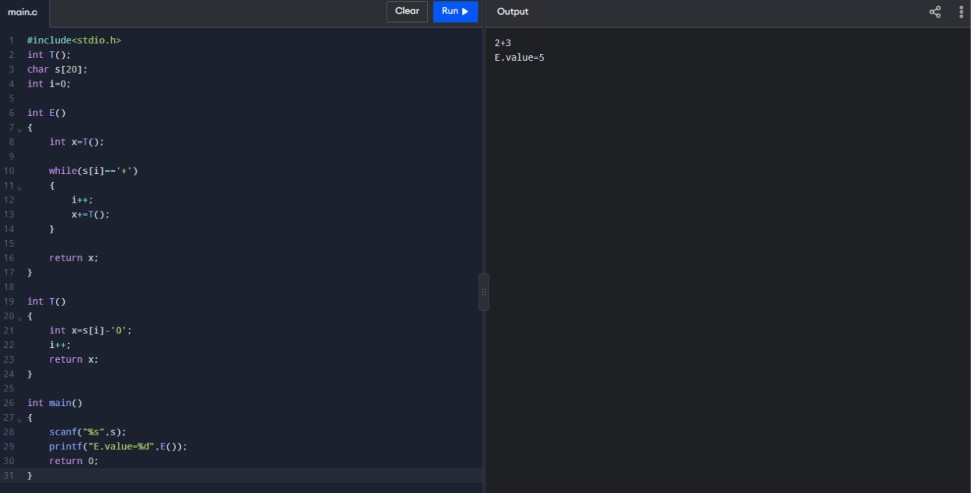 main.c
Clear
Run
Output
1 #include<stdio.h>
2 int T();
3 char s[20];
4 int i=0;
5
6 int E()
7 {
8 int x=T();
9
10 while(s[i]=='+')
11 {
12 i++;
13 x+=T();
14 }
15
16 return x;
17 }
18
19 int T()
20 {
21 int x=s[i]-'0';
22 i++;
23 return x;
24 }
25
26 int main()
27 {
28 scanf("%s",s);
29 printf("E.value=%d",E());
30 return 0;
31 }
2+3
E.value=5